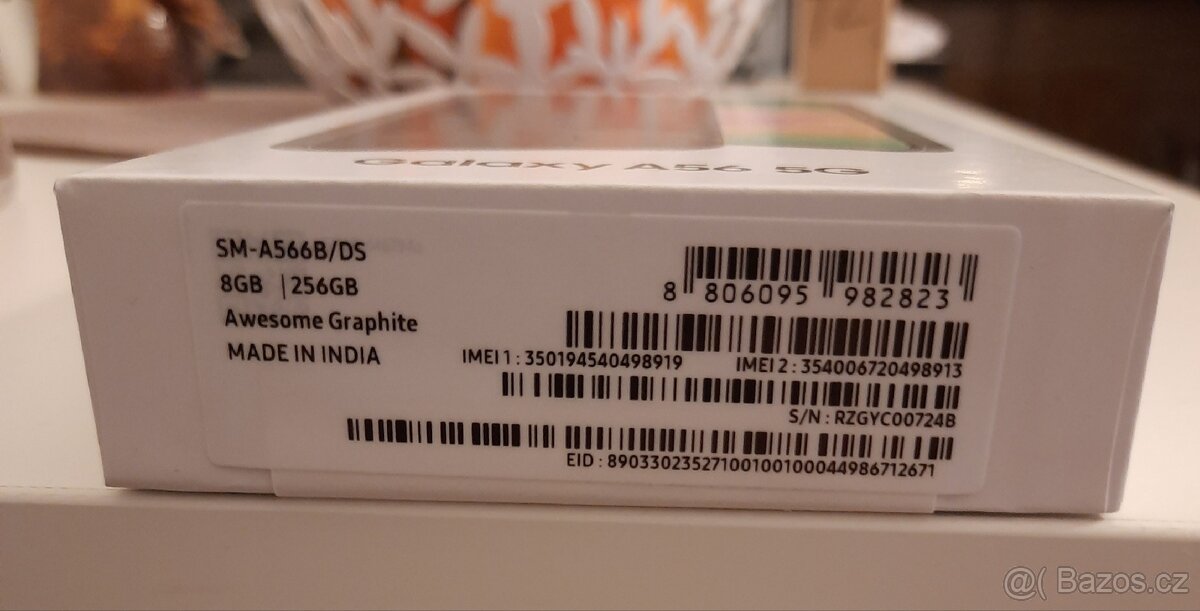 Galaxy A56 5G
SM-A566B/DS
8GB | 256GB
Awesome Graphite
MADE IN INDIA
8 806095 982823
IMEI 1 : 350194540498919 IMEI 2 : 354006720498913
S/N : RZGYC00724B
EID : 89033023527100100100044986712671
@( Bazos.cz